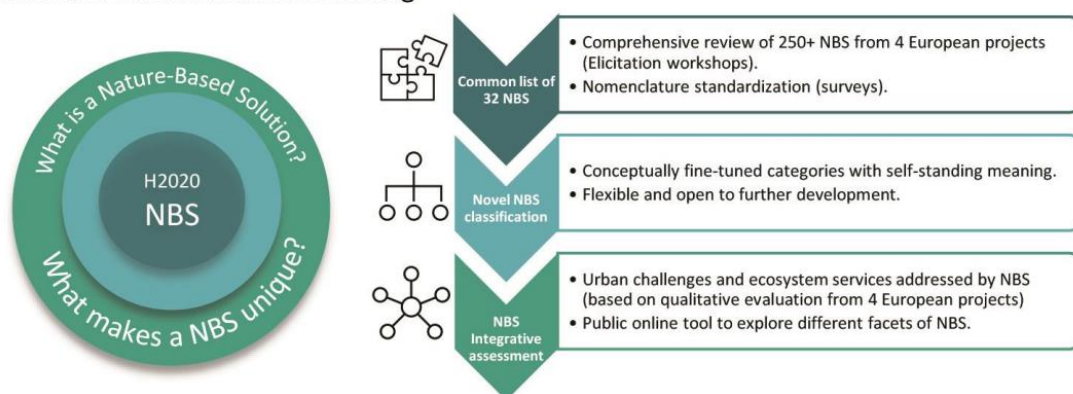 What is a Nature-Based Solution?
H2020
NBS
What makes a NBS unique?
Common list of
32 NBS
• Comprehensive review of 250+ NBS from 4 European projects
(Elicitation workshops).
• Nomenclature standardization (surveys).
Novel NBS
classification
• Conceptually fine-tuned categories with self-standing meaning.
• Flexible and open to further development.
NBS
Integrative
assessment
• Urban challenges and ecosystem services addressed by NBS
(based on qualitative evaluation from 4 European projects)
• Public online tool to explore different facets of NBS.